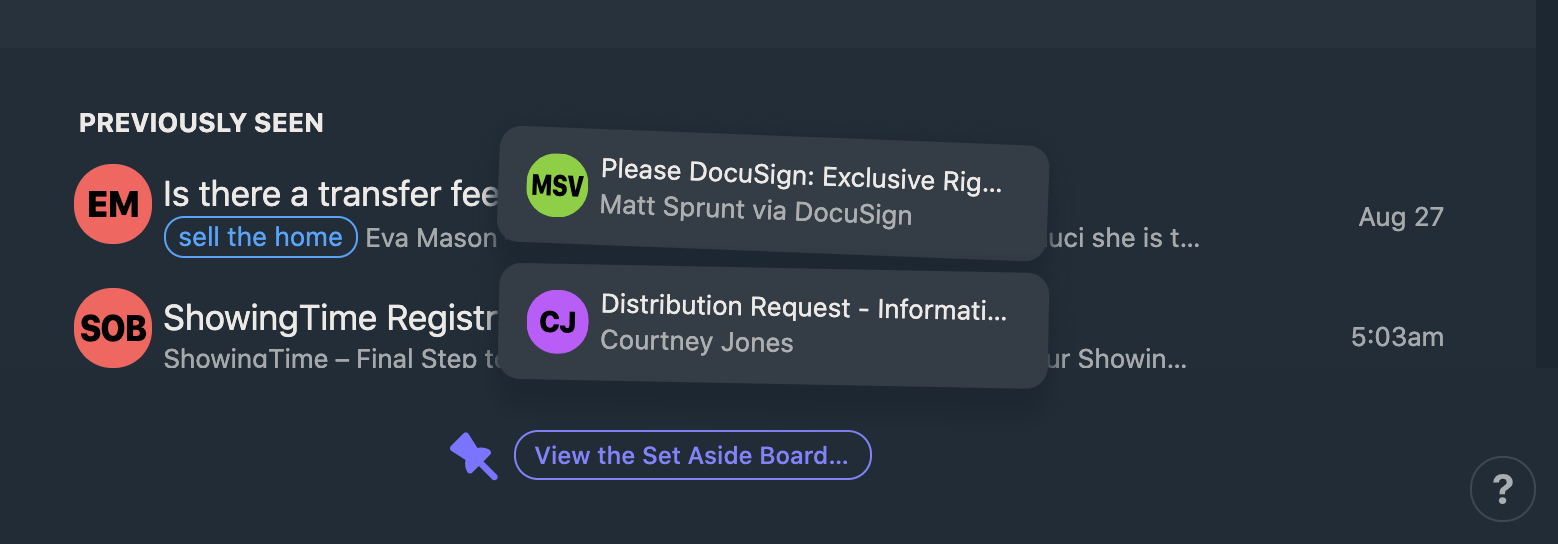 PREVIOUSLY SEEN
EM
Is there a transfer fee
sell the home
Eva Mason
uci she is t...
Aug 27
SOB
ShowingTime Registr
ShowingTime – Final Step to
ur Showin...
5:03am
MSV
Please DocuSign: Exclusive Rig...
Matt Sprunt via DocuSign
CJ
Distribution Request - Informati...
Courtney Jones
View the Set Aside Board...
?